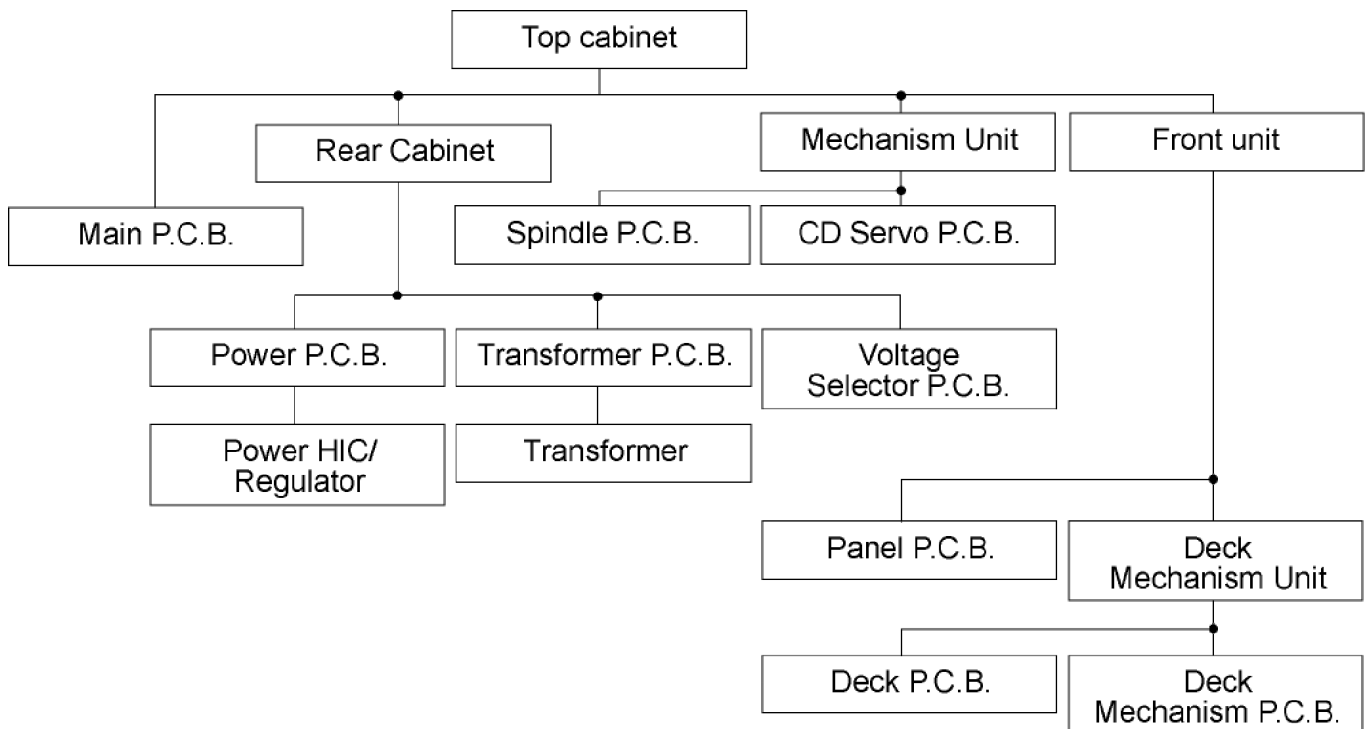 Top cabinet
Rear Cabinet
Mechanism Unit
Front unit
Main P.C.B.
Spindle P.C.B.
CD Servo P.C.B.
Power P.C.B.
Transformer P.C.B.
Voltage
Selector P.C.B.
Power HIC/
Regulator
Transformer
Panel P.C.B.
Deck
Mechanism Unit
Deck P.C.B.
Deck
Mechanism P.C.B.